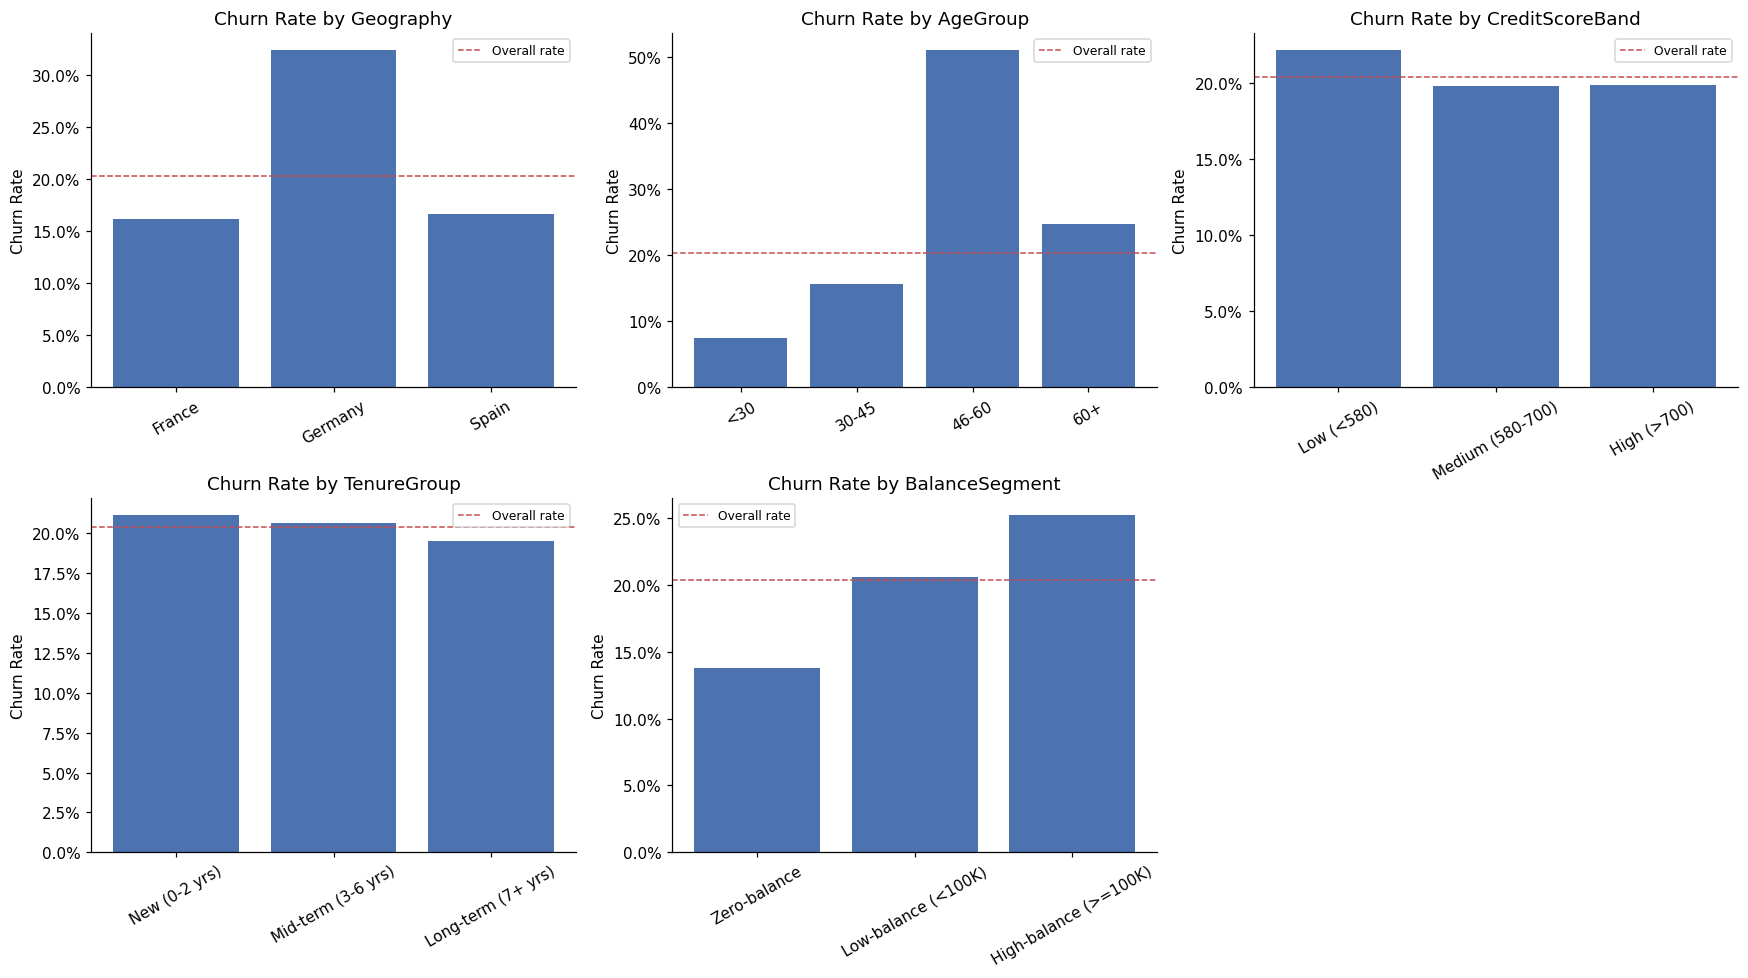 Churn Rate by Geography
Overall rate
Churn Rate
30.0%
25.0%
20.0%
15.0%
10.0%
5.0%
0.0%
France
Germany
Spain
Churn Rate by AgeGroup
Overall rate
Churn Rate
50%
40%
30%
20%
10%
0%
<30
30-45
46-60
60+
Churn Rate by CreditScoreBand
Overall rate
Churn Rate
20.0%
15.0%
10.0%
5.0%
0.0%
Low (<580)
Medium (580-700)
High (>700)
Churn Rate by TenureGroup
Overall rate
Churn Rate
20.0%
17.5%
15.0%
12.5%
10.0%
7.5%
5.0%
2.5%
0.0%
New (0-2 yrs)
Mid-term (3-6 yrs)
Long-term (7+ yrs)
Churn Rate by BalanceSegment
Overall rate
Churn Rate
25.0%
20.0%
15.0%
10.0%
5.0%
0.0%
Zero-balance
Low-balance (<100K)
High-balance (>=100K)